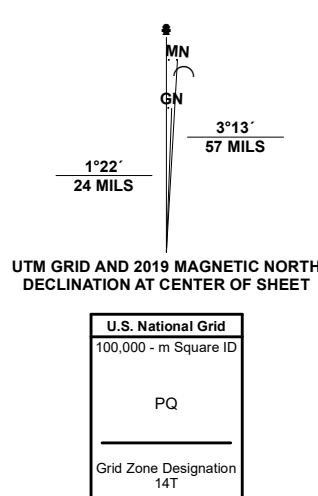 MN
GN
3°13´
57 MILS
1°22´
24 MILS
UTM GRID AND 2019 MAGNETIC NORTH
DECLINATION AT CENTER OF SHEET
U.S. National Grid
100,000 - m Square ID
PQ
Grid Zone Designation
14T